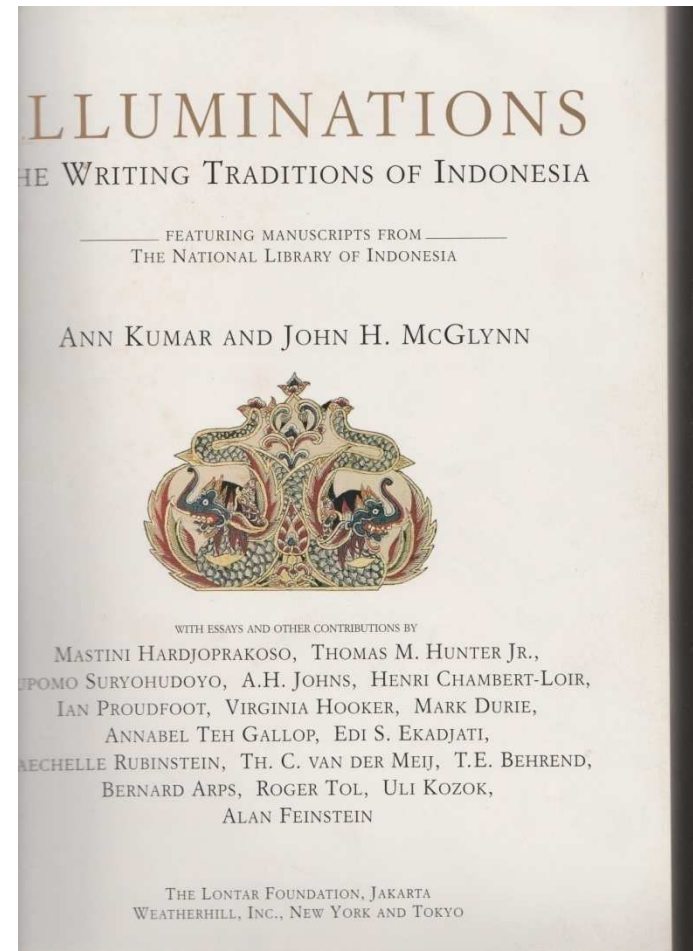 LLUMINATIONS
HE WRITING TRADITIONS OF INDONESIA
FEATURING MANUSCRIPTS FROM
THE NATIONAL LIBRARY OF INDONESIA
ANN KUMAR AND JOHN H. MCGLYNN
WITH ESSAYS AND OTHER CONTRIBUTIONS BY
MASTINI HARDJOPRAKOSO, THOMAS M. HUNTER JR.,
UPOMO SURYOHUDOYO, A.H. JOHNS, HENRI CHAMBERT-LOIR,
IAN PROUDFOOT, VIRGINIA HOOKER, MARK DURIE,
ANNABEL TEH GALLOP, EDI S. EKADJATI,
AECHELLE RUBINSTEIN, TH. C. VAN DER MEIJ, T.E. BEHREND,
BERNARD ARPS, ROGER TOL, ULI KOZOK,
ALAN FEINSTEIN
THE LONTAR FOUNDATION, JAKARTA
WEATHERHILL, INC., NEW YORK AND TOKYO